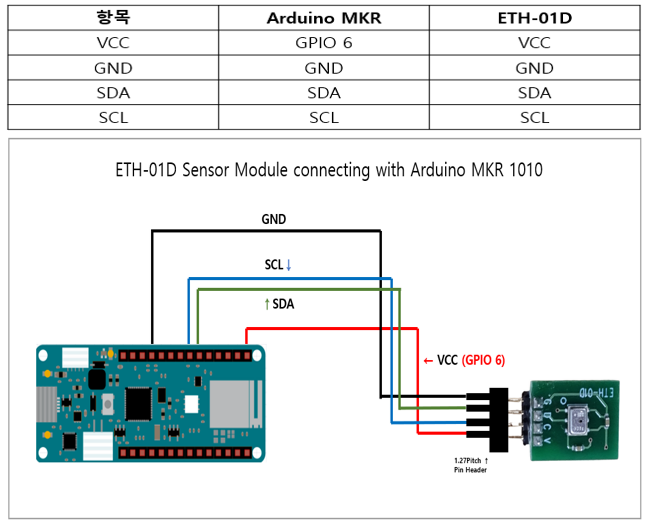 항목 Arduino MKR ETH-01D
VCC GPIO 6 VCC
GND GND GND
SDA SDA SDA
SCL SCL SCL
ETH-01D Sensor Module connecting with Arduino MKR 1010
GND
SCL ↓
↑ SDA
← VCC (GPIO 6)
ETH-01D
G
D
C
V
1.27Pitch ↑
Pin Header